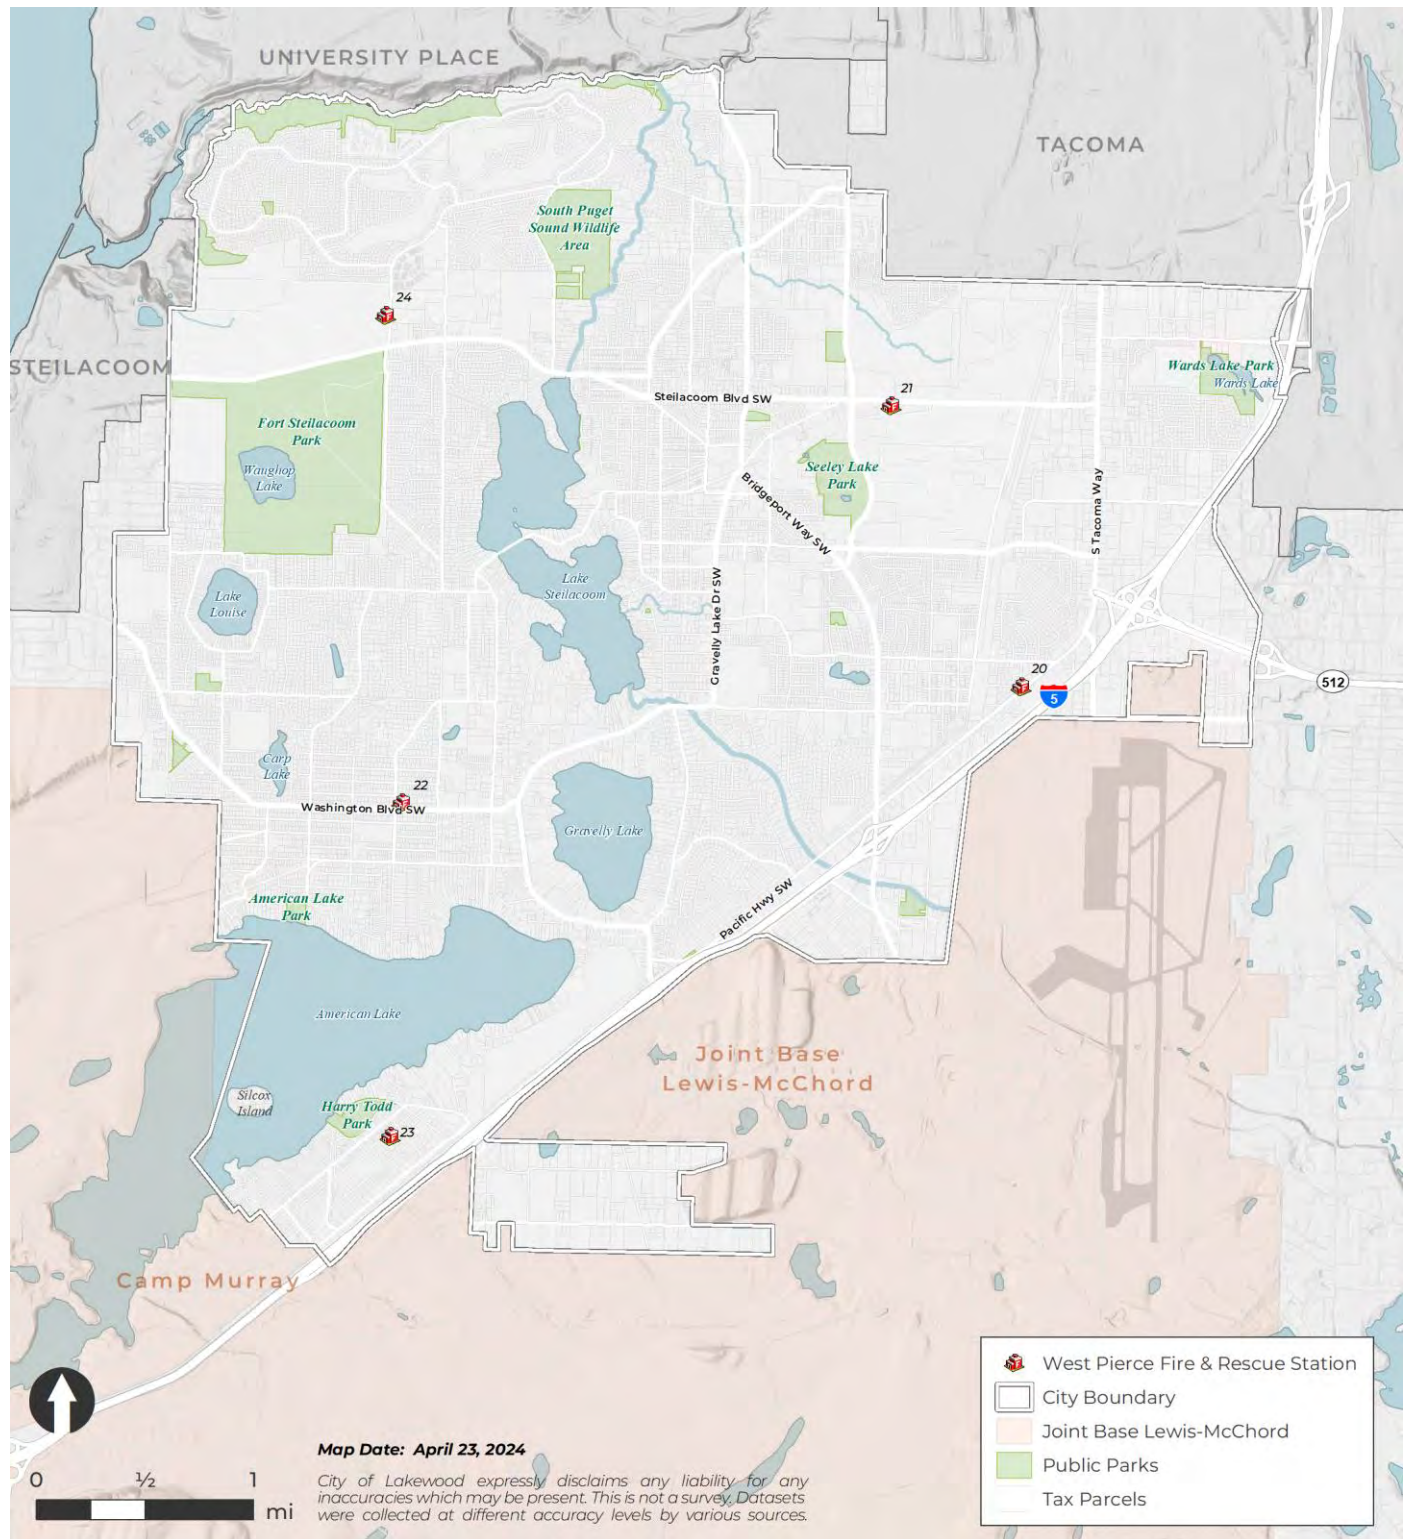 UNIVERSITY PLACE
TACOMA
South Puget
Sound Wildlife
Area
24
STEILACOOM
Wards Lake Park
Wards Lake
21
Steilacoom Blvd SW
Fort Steilacoom
Park
Waughop
Lake
Seeley Lake
Park
Bridgeport Way SW
S Tacoma Way
Lake
Steilacoom
Lake
Louise
Gravelly Lake Dr SW
20
5
512
Carp
Lake
22
Washington Blvd SW
Gravelly Lake
American Lake
Park
Pacific Hwy SW
American Lake
Joint Base
Lewis-McChord
Silcox
Island
Harry Todd
Park
23
Camp Murray
West Pierce Fire & Rescue Station
City Boundary
Joint Base Lewis-McChord
Public Parks
Tax Parcels
Map Date: April 23, 2024
City of Lakewood expressly disclaims any liability for any
inaccuracies which may be present. This is not a survey. Datasets
were collected at different accuracy levels by various sources.
0 ½ 1
mi